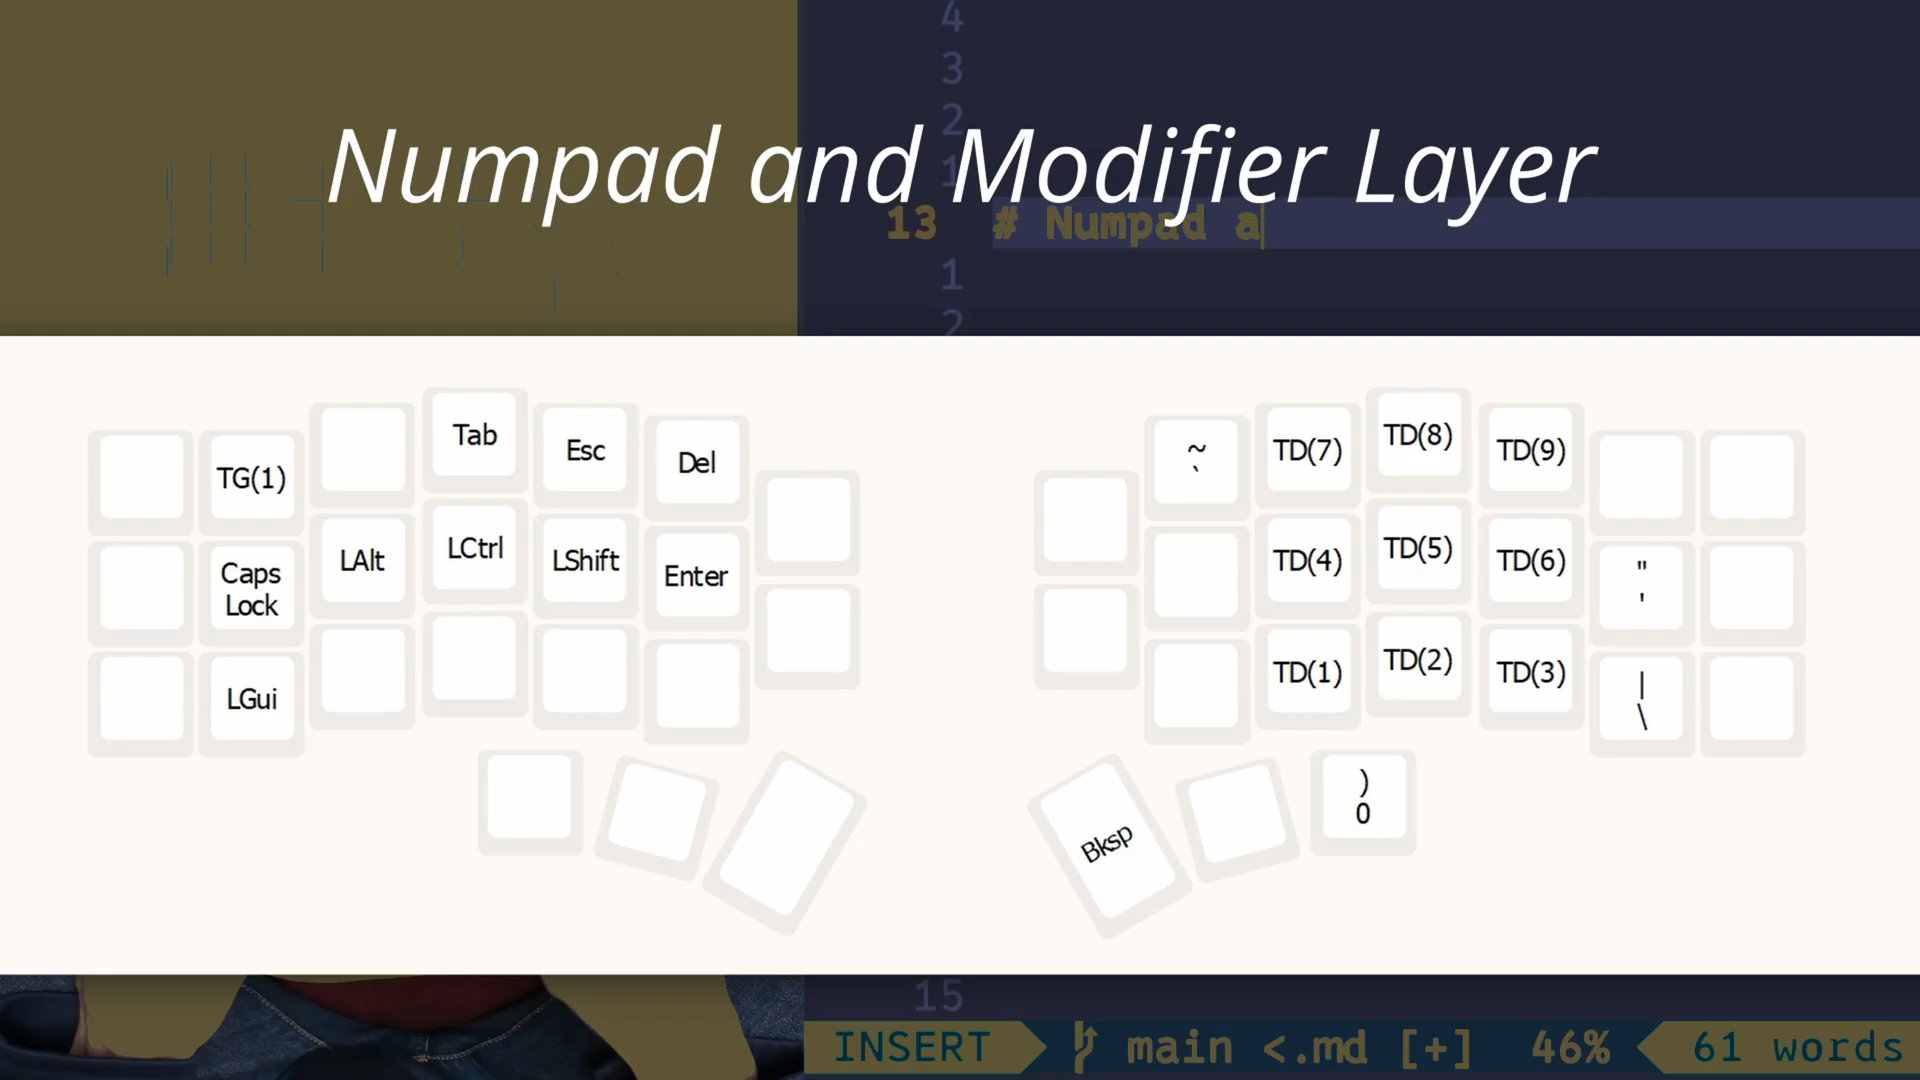 4
3
2
Numpad and Modifier Layer
1
13 # Numpad a
1
2
TG(1)
Tab
Esc
Del
~
`
TD(7)
TD(8)
TD(9)
Caps
Lock
LAlt
LCtrl
LShift
Enter
TD(4)
TD(5)
TD(6)
"
'
LGui
TD(1)
TD(2)
TD(3)
|
\
Bksp
)
0
15
INSERT main <.md [+] 46% 61 words